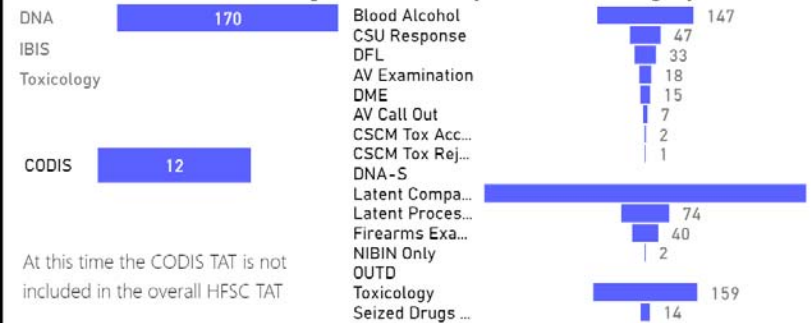 DNA 170
IBIS
Toxicology
CODIS 12
At this time the CODIS TAT is not
included in the overall HFSC TAT
Blood Alcohol 147
CSU Response 47
DFL 33
AV Examination 18
DME 15
AV Call Out 7
CSCM Tox Acc... 2
CSCM Tox Rej... 1
DNA-S
Latent Compa...
Latent Proces... 74
Firearms Exa... 40
NIBIN Only 2
OUTD
Toxicology 159
Seized Drugs ... 14